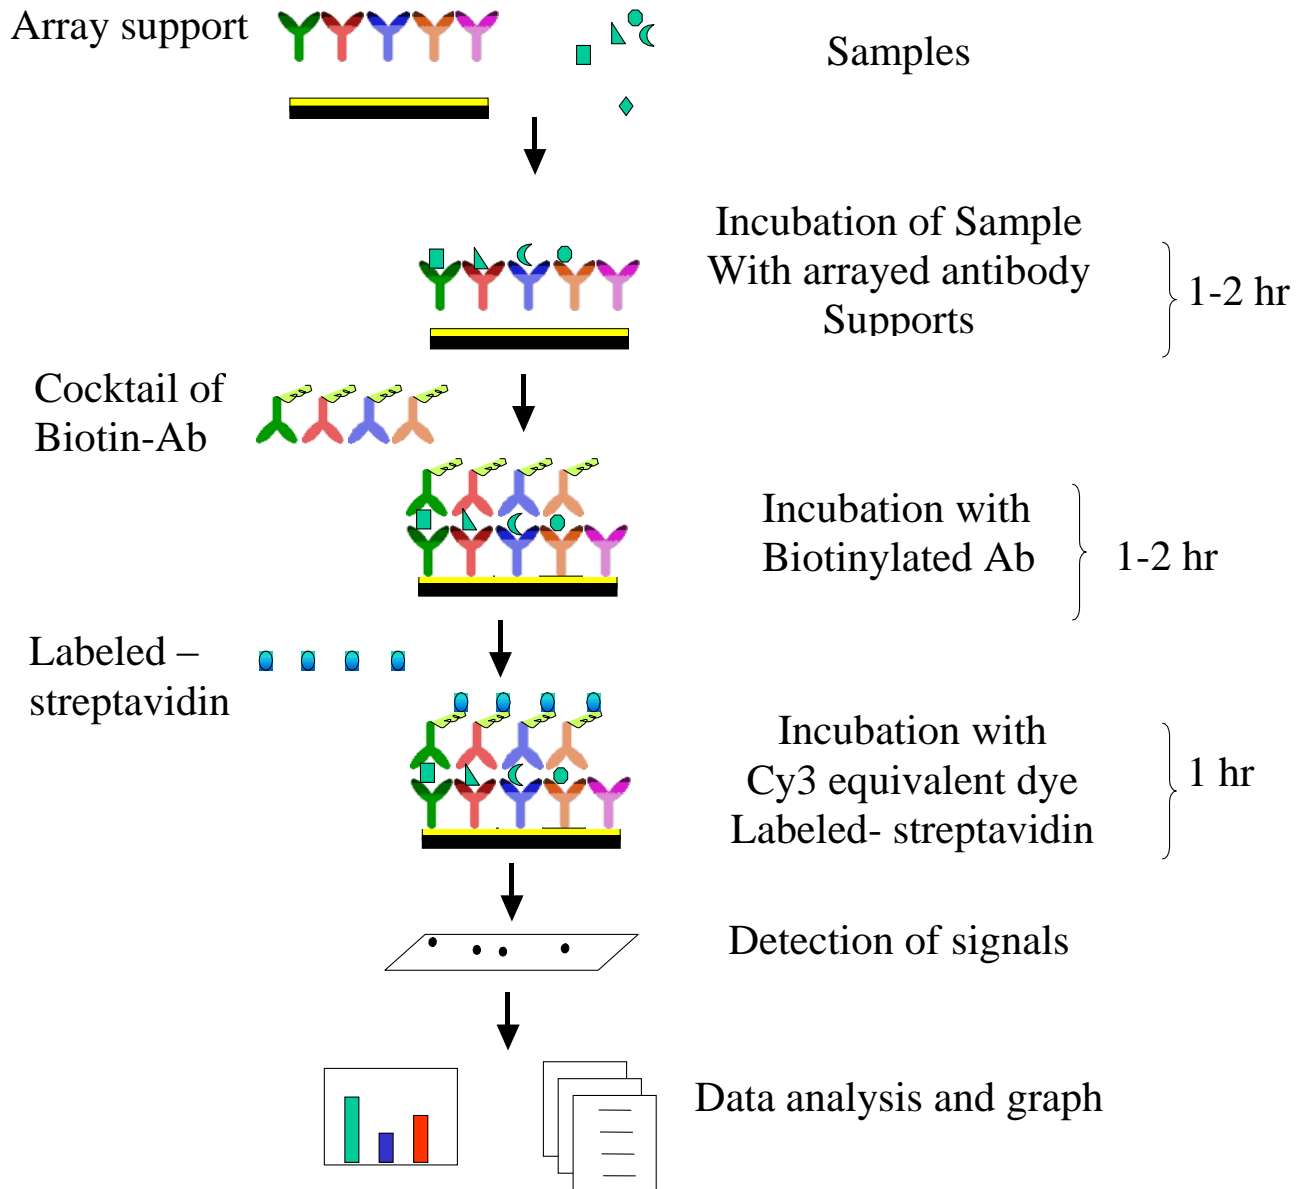 Array support
Samples
Incubation of Sample
With arrayed antibody
Supports
1-2 hr
Cocktail of
Biotin-Ab
Incubation with
Biotinylated Ab
1-2 hr
Labeled –
streptavidin
Incubation with
Cy3 equivalent dye
Labeled- streptavidin
1 hr
Detection of signals
Data analysis and graph